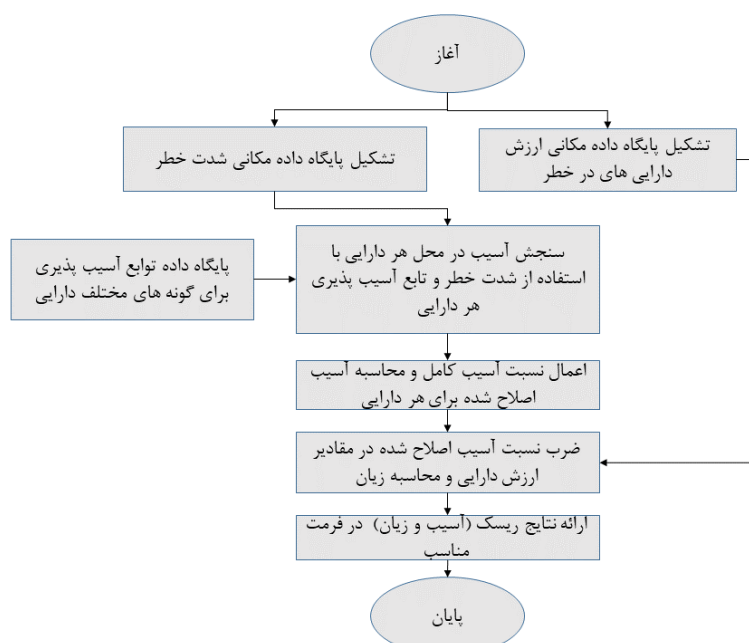 آغاز
تشکیل پایگاه داده مکانی ارزش
دارایی های در خطر
تشکیل پایگاه داده مکانی شدت خطر
سنجش آسیب در محل هر دارایی با
استفاده از شدت خطر و تابع آسیب پذیری
هر دارایی
پایگاه داده توابع آسیب پذیری
برای گونه های مختلف دارایی
اعمال نسبت آسیب کامل و محاسبه آسیب
اصلاح شده برای هر دارایی
ضرب نسبت آسیب اصلاح شده در مقادیر
ارزش دارایی و محاسبه زیان
ارائه نتایج ریسک (آسیب و زیان) در فرمت
مناسب
پایان